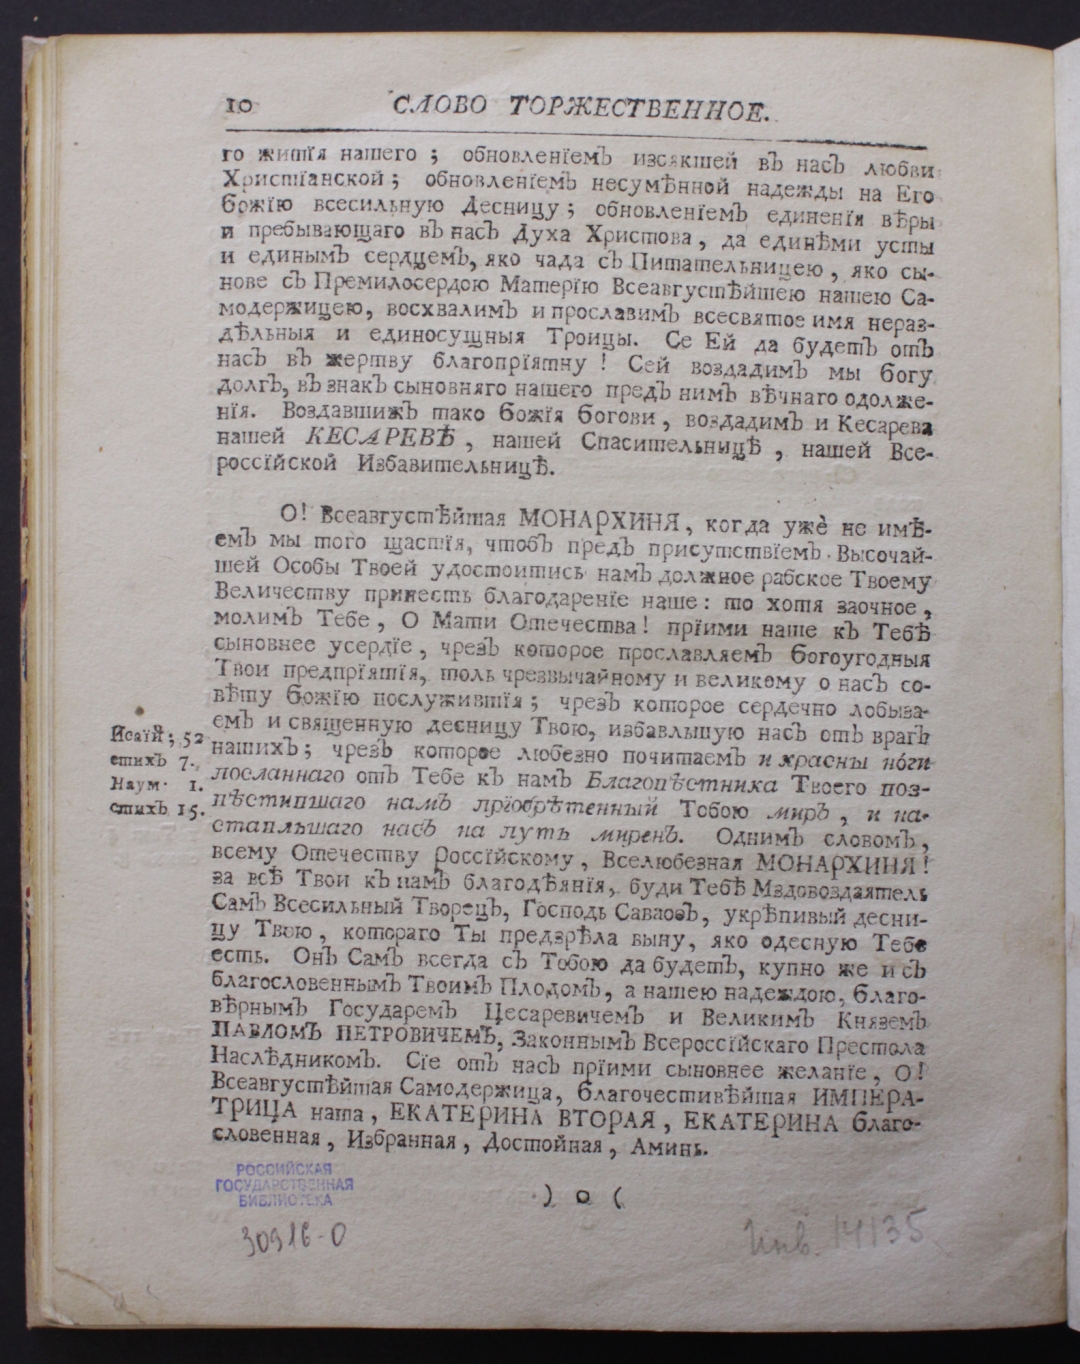 10 СЛОВО ТОРЖЕСТВЕННОЕ.
го житїя нашего ; обновленїемъ изсякшей въ насъ любви
Христїанской ; обновленїемъ несумѣнной надежды на Его
божїю всесильную Десницу ; обновленїемъ единенїя вѣры
и пребывающаго въ насъ Духа Христова , да единѣми усты
и единымъ сердцемъ, яко чада съ Питательницею , яко сы-
нове съ Премилосердою Матерїю Всеавгустѣйшею нашею Са-
модержицею, восхвалимъ и прославимъ всесвятое имя нераз-
дѣльныя и единосущныя Троицы. Се Ей да будетъ отъ
насъ въ жертву благопрїятну ! Сей воздадимъ мы богу
долгъ, въ знакъ сыновняго нашего предъ нимъ вѣчнаго одолже-
нїя. Воздавшижъ тако божїя богови , воздадимъ и Кесарева
нашей КЕСАРЕВѢ , нашей Спасительницѣ , нашей Все-
россїйской Избавительницѣ.
О! Всеавгустѣйшая МОНАРХИНЯ , когда ужѐ не имѣ-
емъ мы того щастїя, чтобъ предъ присутствїемъ Высочай-
шей Особы Твоей удостоитись намъ должное рабское Твоему
Величеству принесть благодаренїе наше : то хотя заочное ,
молимъ Тебе , О Мати Отечества ! прїими наше къ Тебѣ
сыновнее усердїе , чрезъ которое прославляемъ богоугодныя
Твои предпрїятїя, толь чрезвычайному и великому о насъ со-
вѣту божїю послужившїя ; чрезъ которое сердечно лобыза-
емъ и священную десницу Твою, избавльшую насъ отъ врагъ
нашихъ ; чрезъ которое любезно почитаемъ и красны но́ги
посланнаго отъ Тебе къ намъ Благовѣстника Твоего воз-
вѣстившаго намъ прїобрѣтенный Тобою миръ , и на-
ставльшаго насъ на путь миренъ. Однимъ словомъ ,
всему Отечеству Россїйскому , Вселюбезная МОНАРХИНЯ !
за всѣ Твои къ намъ благодѣянїя, буди Тебѣ Мздовоздаятель
Самъ Всесильный Творецъ, Господь Саваоѳъ, укрѣпивый десни-
цу Твою , котораго Ты предзрѣла выну, яко одесную Тебе
есть. Онъ Самъ всегда съ Тобою да будетъ, купно же и съ
благословеннымъ Твоимъ Плодомъ, а нашею надеждою, благо-
вѣрнымъ Государемъ Цесаревичемъ и Великимъ Княземъ
ПАВЛОМЪ ПЕТРОВИЧЕМЪ, Законнымъ Всероссїйскаго Престола
Наслѣдникомъ. Сїе отъ насъ прїими сыновнее желанїе , О!
Всеавгустѣйшая Самодержица, благочестивѣйшая ИМПЕРА-
ТРИЦА наша , ЕКАТЕРИНА ВТОРАЯ , ЕКАТЕРИНА благо-
словенная , Избранная , Достойная , Аминь.
) о (
Исаїи; 52
стихъ 7.
Наум. 1.
стихъ 15.
РОССИЙСКАЯ
ГОСУДАРСТВЕННАЯ
БИБЛИОТЕКА
30916-0
Инв. 14135